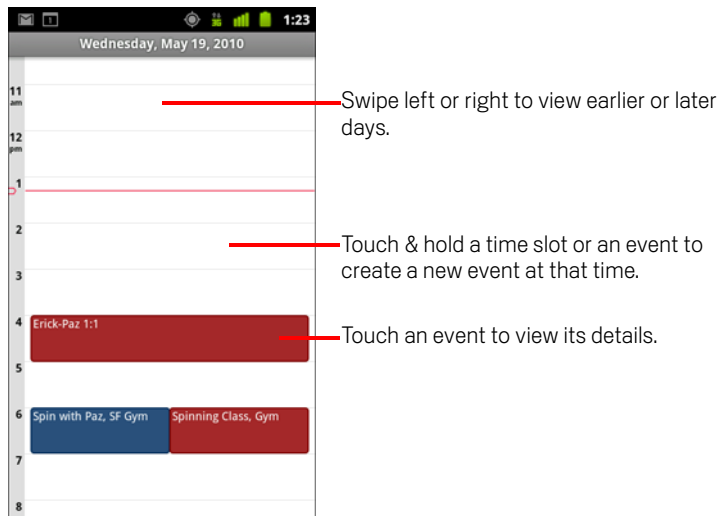 1
3G
1:23
Wednesday, May 19, 2010
11
am
12
pm
1
2
3
4
Erick-Paz 1:1
5
6
Spin with Paz, SF Gym
Spinning Class, Gym
7
8
Swipe left or right to view earlier or later
days.
Touch & hold a time slot or an event to
create a new event at that time.
Touch an event to view its details.